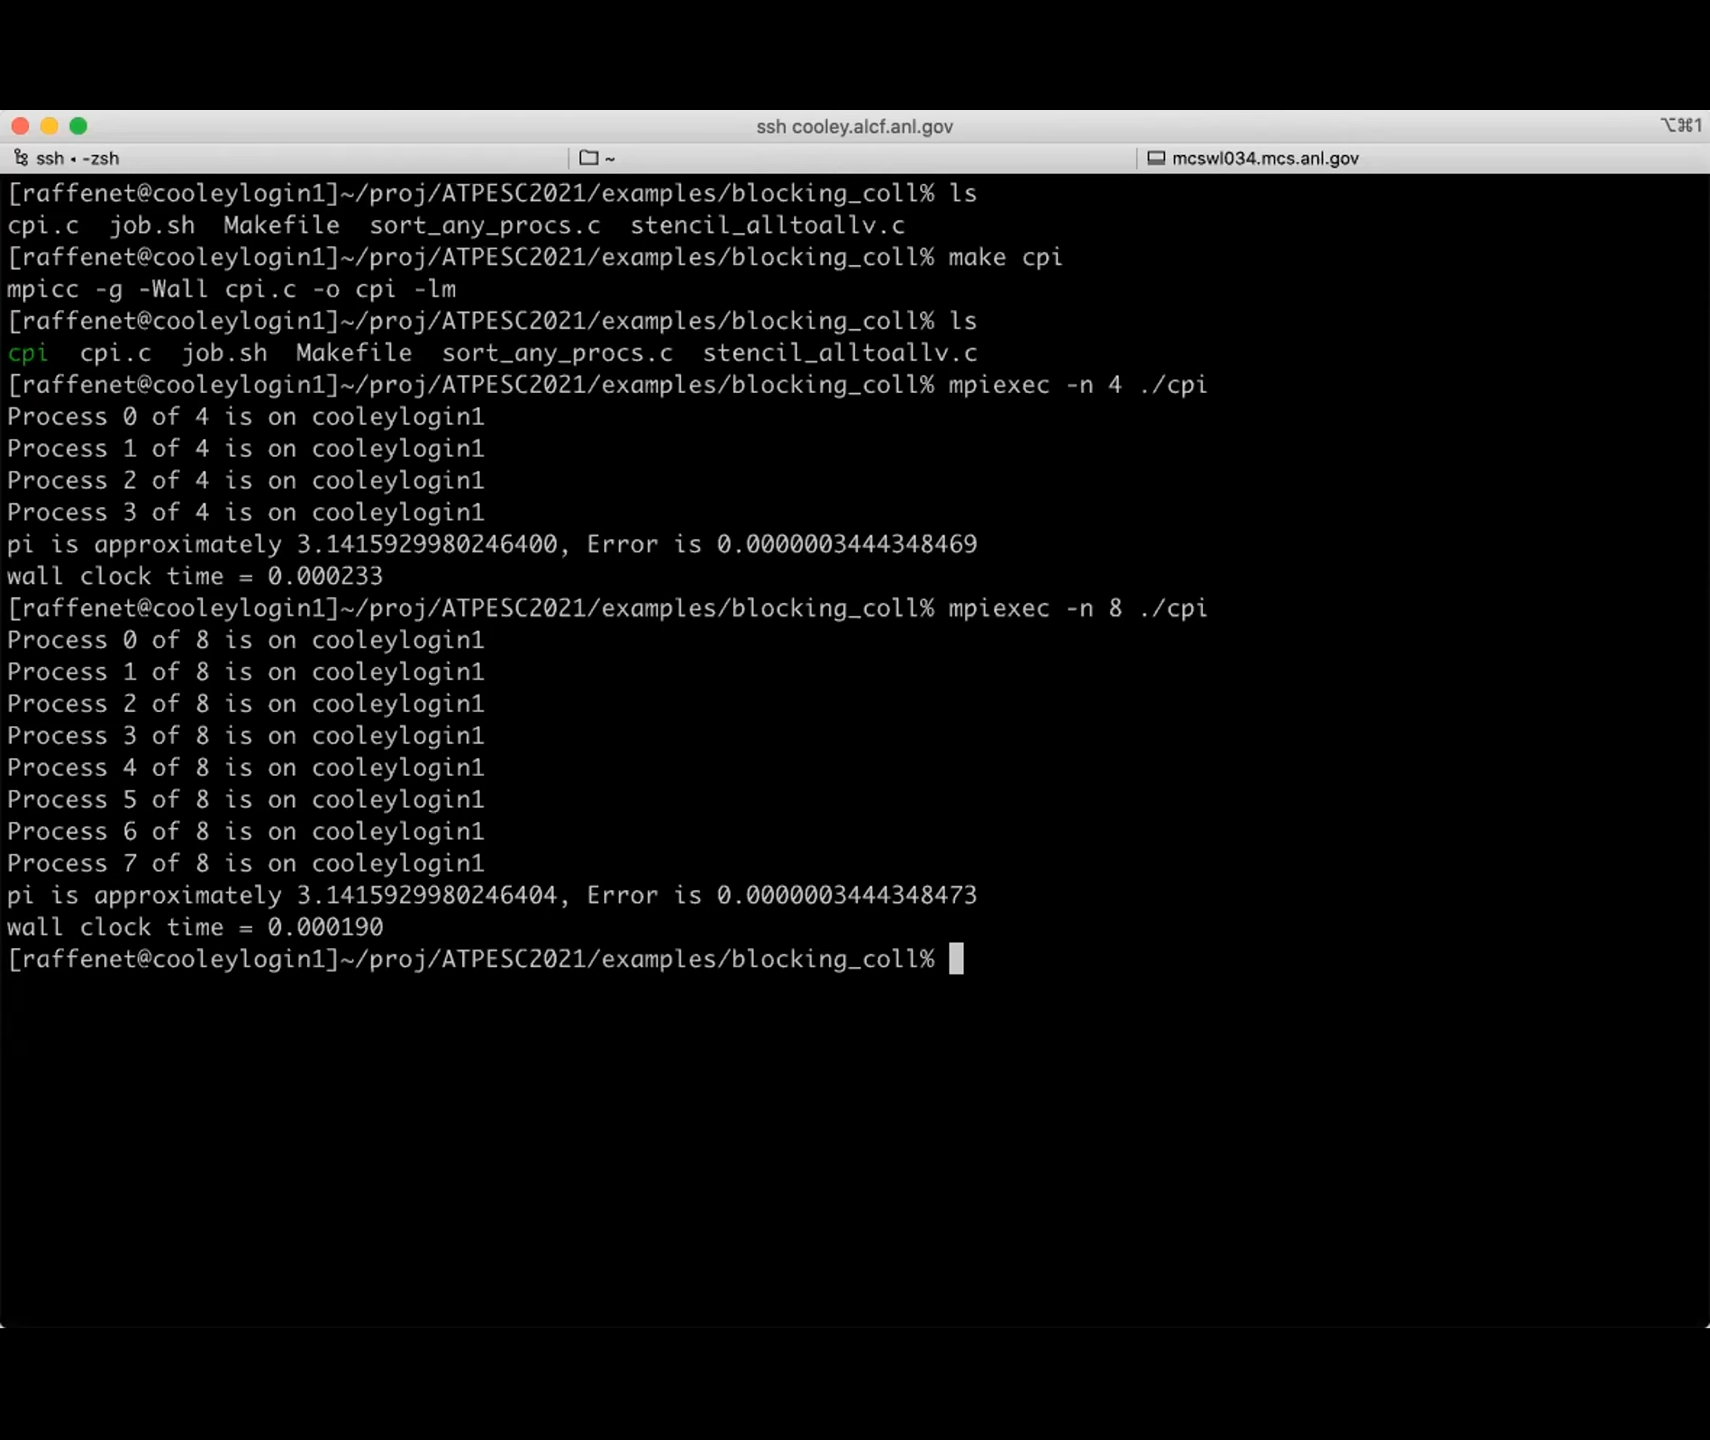 ssh cooley.alcf.anl.gov
⌥⌘1
ssh • -zsh
~
mcswl034.mcs.anl.gov
[raffenet@cooleylogin1]~/proj/ATPESC2021/examples/blocking_coll% ls
cpi.c  job.sh  Makefile  sort_any_procs.c  stencil_alltoallv.c
[raffenet@cooleylogin1]~/proj/ATPESC2021/examples/blocking_coll% make cpi
mpicc -g -Wall cpi.c -o cpi -lm
[raffenet@cooleylogin1]~/proj/ATPESC2021/examples/blocking_coll% ls
cpi  cpi.c  job.sh  Makefile  sort_any_procs.c  stencil_alltoallv.c
[raffenet@cooleylogin1]~/proj/ATPESC2021/examples/blocking_coll% mpiexec -n 4 ./cpi
Process 0 of 4 is on cooleylogin1
Process 1 of 4 is on cooleylogin1
Process 2 of 4 is on cooleylogin1
Process 3 of 4 is on cooleylogin1
pi is approximately 3.1415929980246400, Error is 0.0000003444348469
wall clock time = 0.000233
[raffenet@cooleylogin1]~/proj/ATPESC2021/examples/blocking_coll% mpiexec -n 8 ./cpi
Process 0 of 8 is on cooleylogin1
Process 1 of 8 is on cooleylogin1
Process 2 of 8 is on cooleylogin1
Process 3 of 8 is on cooleylogin1
Process 4 of 8 is on cooleylogin1
Process 5 of 8 is on cooleylogin1
Process 6 of 8 is on cooleylogin1
Process 7 of 8 is on cooleylogin1
pi is approximately 3.1415929980246404, Error is 0.0000003444348473
wall clock time = 0.000190
[raffenet@cooleylogin1]~/proj/ATPESC2021/examples/blocking_coll%